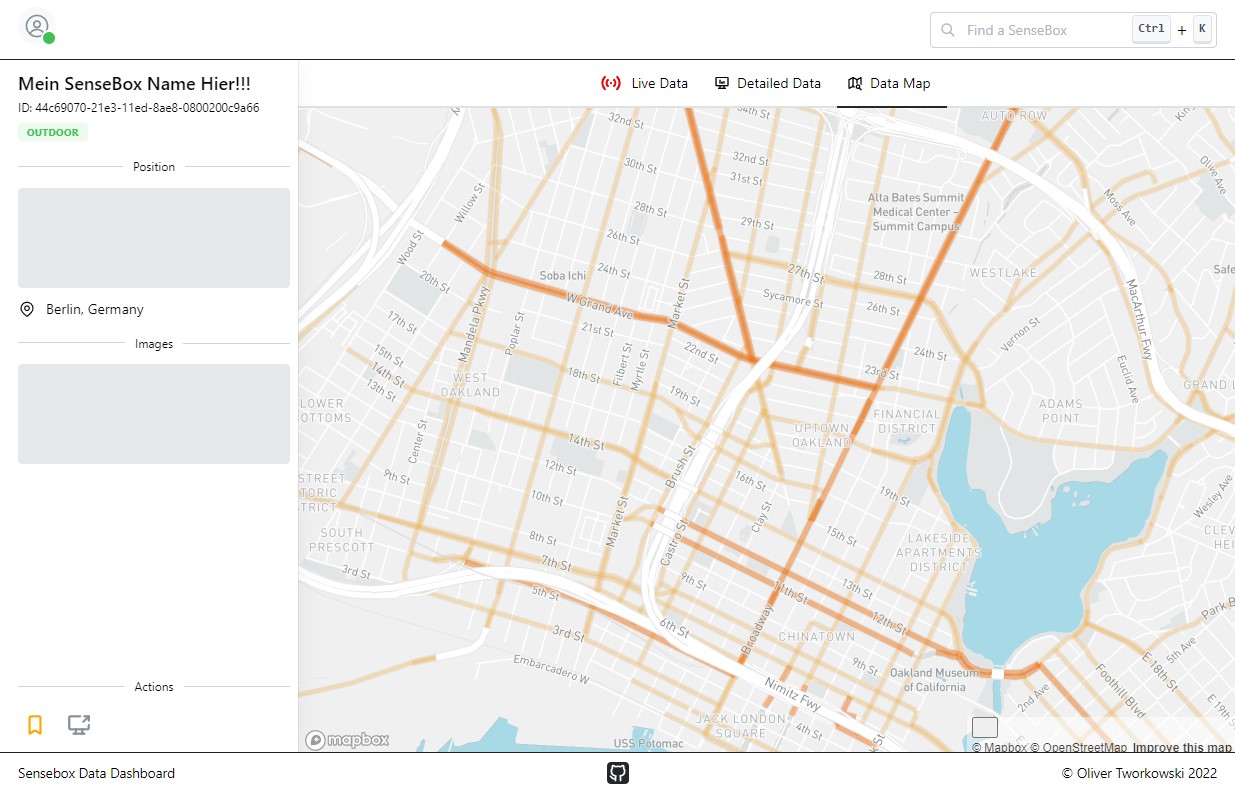 Find a SenseBox
Ctrl + K
Mein SenseBox Name Hier!!!
ID: 44c69070-21e3-11ed-8ae8-0800200c9a66
OUTDOOR
Position
Berlin, Germany
Images
Actions
Live Data
Detailed Data
Data Map
34th St
AUTO ROW
32nd St
32nd St
30th St
31st St
Willow St
28th St
29th St
Alta Bates Summit
Medical Center –
Summit Campus
Olive Ave
Moss Ave
Wood St
26th St
24th St
Soba Ichi
20th St
27th St
28th St
WESTLAKE
Safe
W Grand Ave
Market St
Sycamore St
26th St
MacArthur Fwy
17th St
Mandela Pkwy
Poplar St
21st St
22nd St
Vernon St
15th St
14th St
13th St
Filbert St
Myrtle St
24th St
Euclid Ave
WEST
OAKLAND
18th St
19th St
23rd St
GRAND L
LOWER
BOTTOMS
ADAMS
POINT
FINANCIAL
DISTRICT
UPTOWN
OAKLAND
Center St
14th St
Brush St
12th St
9th St
10th St
16th St
19th St
Wesley Ave
STREET
TORIC
TRICT
Market St
Clay St
SOUTH
PRESCOTT
8th St
Castro St
15th St
LAKESIDE
APARTMENTS
DISTRICT
CLEV
HEI
3rd St
7th St
9th St
13th St
5th St
11th St
12th St
Park B
6th St
3rd St
Broadway
CHINATOWN
5th Ave
E 18th St
Embarcadero W
9th St
Oakland Museum
of California
Foothill Blvd
E 19th S
Nimitz Fwy
2nd Ave
JACK LONDON
SQUARE
4th St
USS Potomac
k St
mapbox
© Mapbox © OpenStreetMap Improve this map
Sensebox Data Dashboard
© Oliver Tworkowski 2022